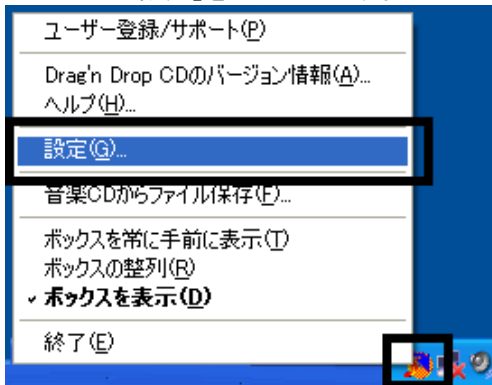 ユーザー登録/サポート(P)
Drag'n Drop CDのバージョン情報(A)...
ヘルプ(H)...
設定(G)...
音楽CDからファイル保存(F)...
ボックスを常に手前に表示(T)
ボックスの整列(R)
ボックスを表示(D)
終了(E)